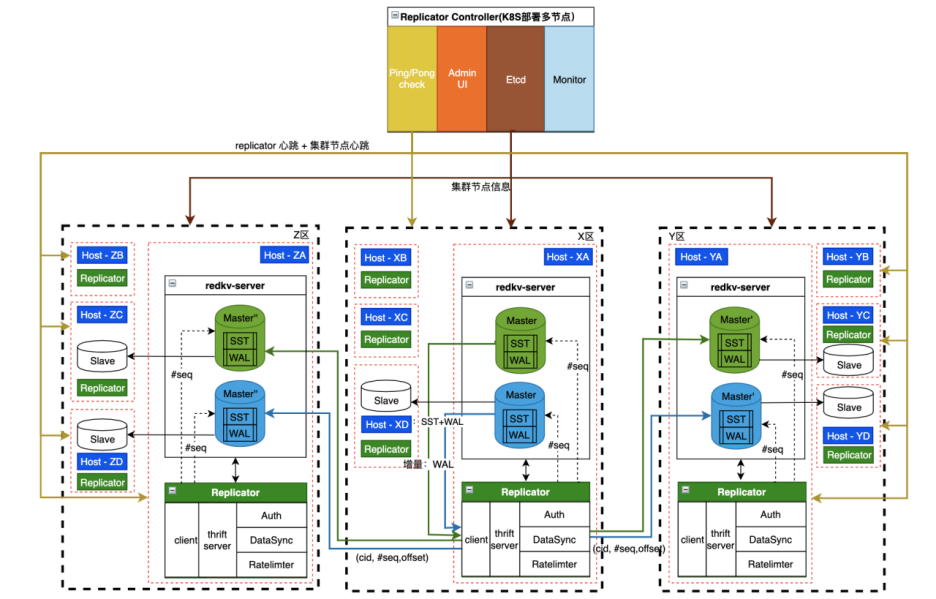 Replicator Controller(K8S部署多节点）
Ping/Pong
check
Admin
UI
Etcd
Monitor
replicator 心跳 + 集群节点心跳
集群节点信息
Z区
Host - ZB
Replicator
Host - ZC
Slave
Replicator
Slave
Host - ZD
Replicator
Host - ZA
redkv-server
Master"
SST
WAL
#seq
Master"
SST
WAL
#seq
Replicator
client
thrift
server
Auth
DataSync
Ratelimter
(cid, #seq,offset)
X区
Host - XB
Replicator
Host - XC
Replicator
Slave
Host - XD
Replicator
Host - XA
redkv-server
Master
SST
WAL
#seq
Master
SST
WAL
#seq
SST+WAL
增量：WAL
Replicator
client
thrift
server
Auth
DataSync
Ratelimter
(cid, #seq,offset)
Y区
Host - YA
redkv-server
Master'
SST
WAL
#seq
Master'
SST
WAL
#seq
Replicator
client
thrift
server
Auth
DataSync
Ratelimter
Host - YB
Replicator
Host - YC
Replicator
Slave
Slave
Host - YD
Replicator